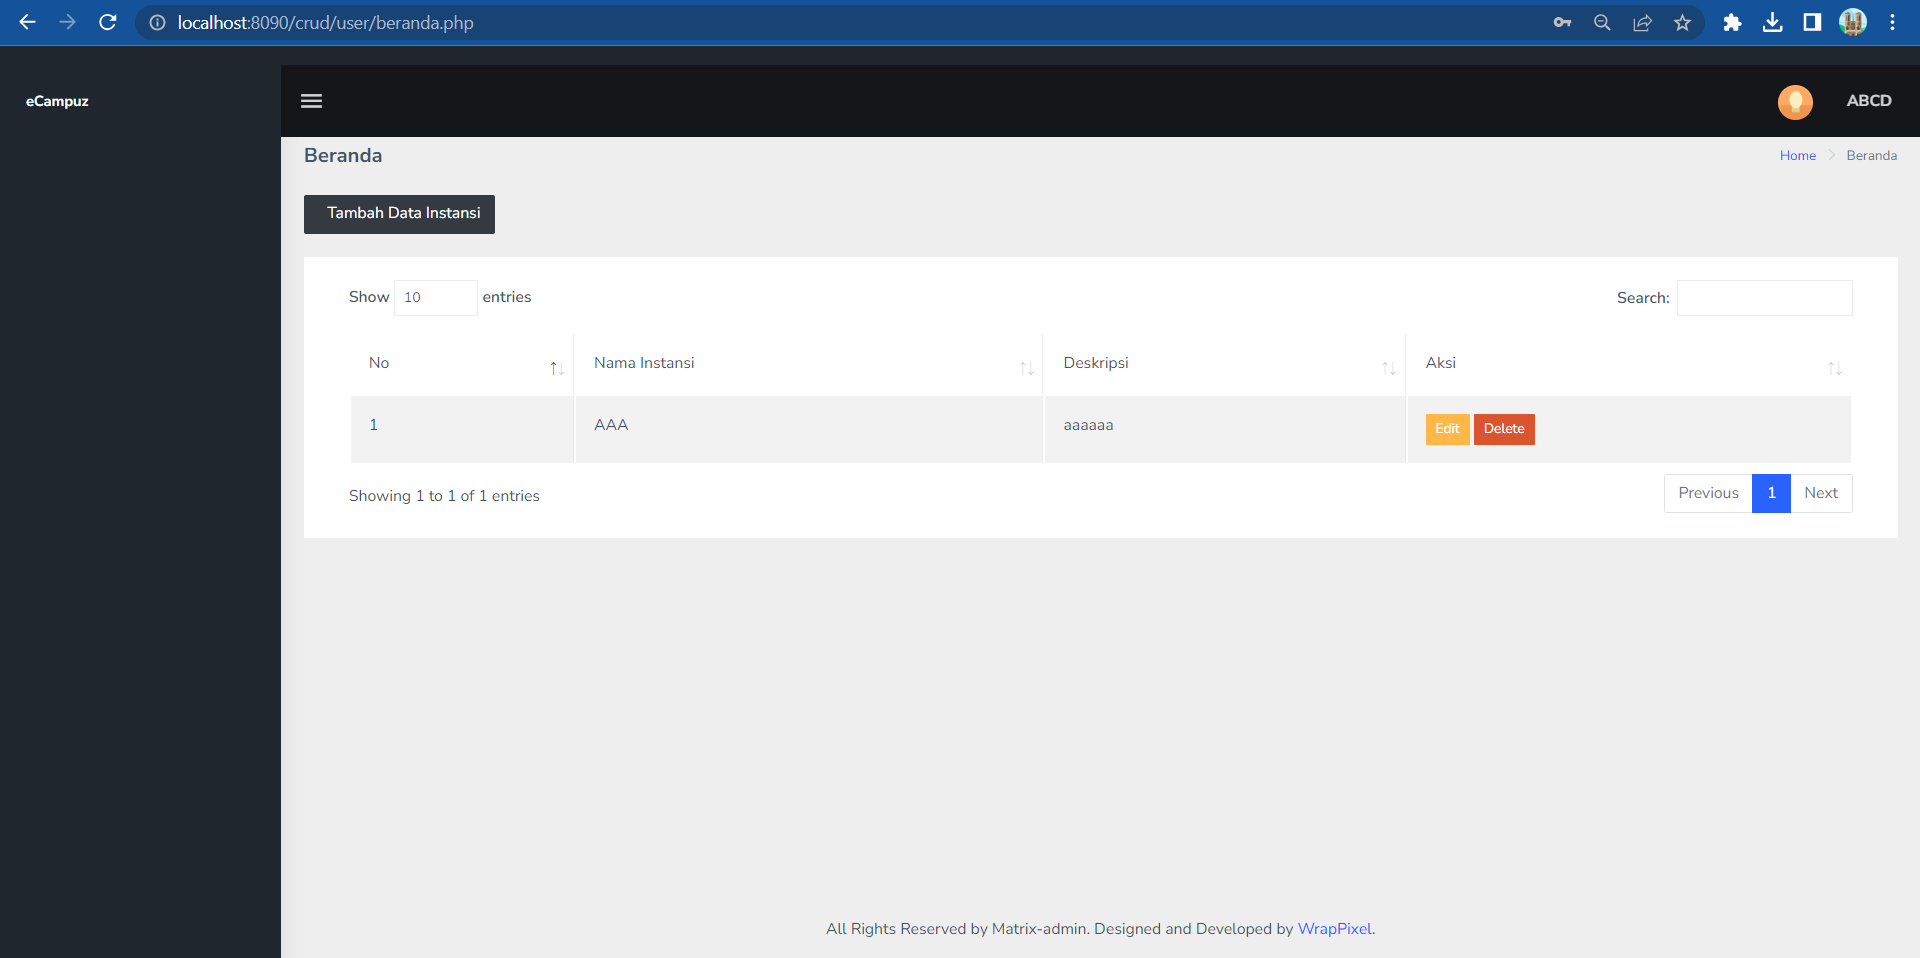 localhost:8090/crud/user/beranda.php
eCampuz
ABCD
Beranda
Home Beranda
Tambah Data Instansi
Show 10 entries
Search:
No Nama Instansi Deskripsi Aksi
1 AAA aaaaaa Edit Delete
Showing 1 to 1 of 1 entries
Previous 1 Next
All Rights Reserved by Matrix-admin. Designed and Developed by WrapPixel.